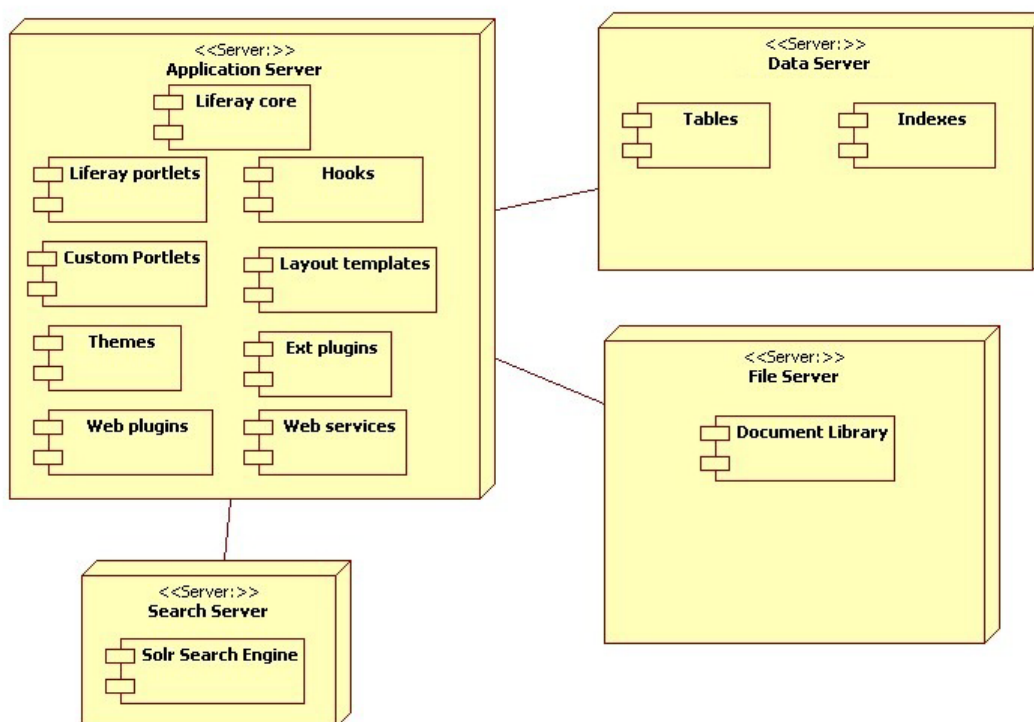 <<Server:>>
Application Server
Liferay core
Liferay portlets
Hooks
Custom Portlets
Layout templates
Themes
Ext plugins
Web plugins
Web services
<<Server:>>
Data Server
Tables
Indexes
<<Server:>>
File Server
Document Library
<<Server:>>
Search Server
Solr Search Engine